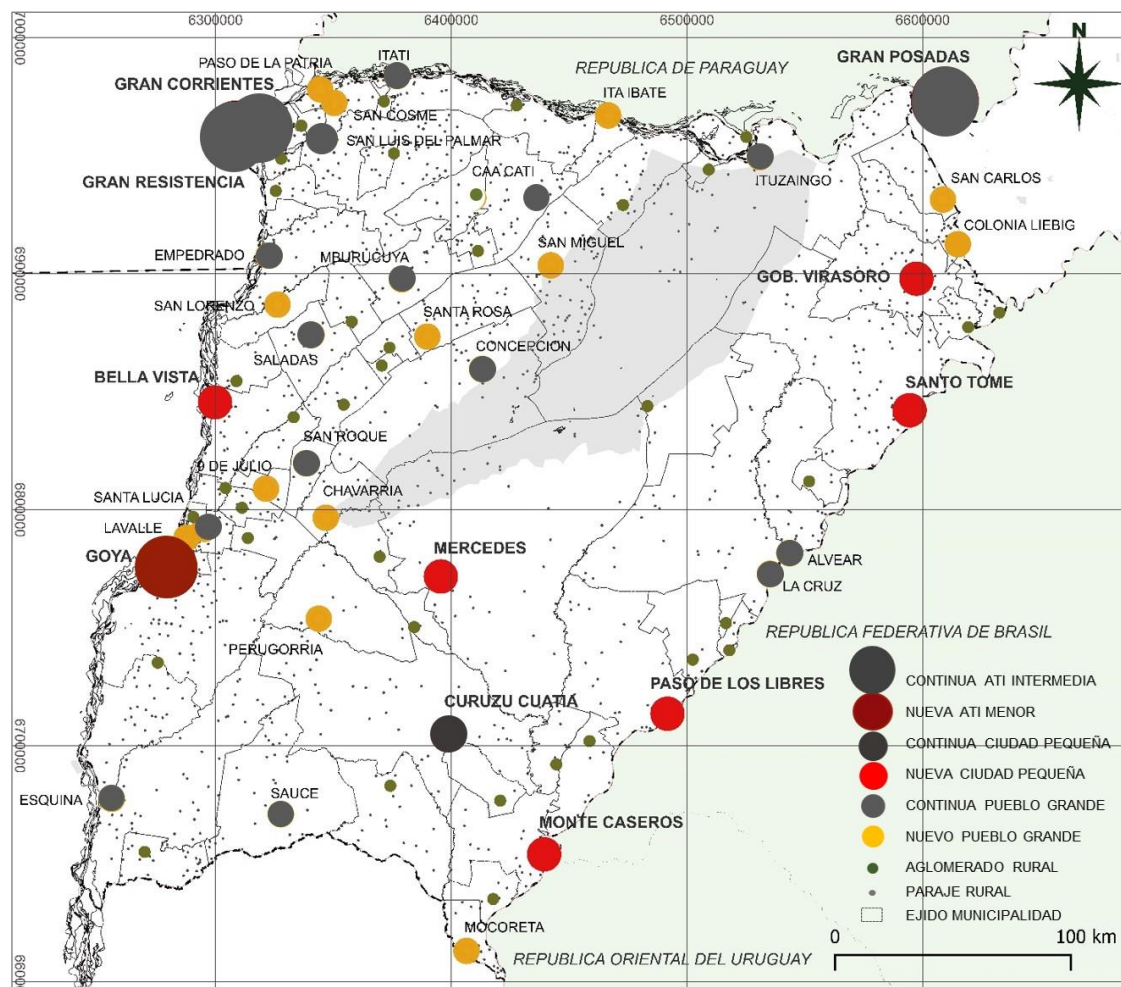 6300000
6400000
6500000
6600000
7000000
N
ITATI
PASO DE LA PATRIA
GRAN CORRIENTES
REPUBLICA DE PARAGUAY
GRAN POSADAS
ITA IBATE
SAN COSME
SAN LUIS DEL PALMAR
GRAN RESISTENCIA
CAA CATI
ITUZAINGO
SAN CARLOS
COLONIA LIEBIG
EMPEDRADO
MBURUCUYA
SAN MIGUEL
6900000
GOB. VIRASORO
SAN LORENZO
SANTA ROSA
SALADAS
CONCEPCION
BELLA VISTA
SANTO TOME
SAN ROQUE
9 DE JULIO
SANTA LUCIA
CHAVARRIA
6800000
LAVALLE
GOYA
MERCEDES
ALVEAR
LA CRUZ
PERUGORRIA
REPUBLICA FEDERATIVA DE BRASIL
PASO DE LOS LIBRES
CURUZU CUATIA
6700000
ESQUINA
SAUCE
MONTE CASEROS
MOCORETA
REPUBLICA ORIENTAL DEL URUGUAY
6600000
CONTINUA ATI INTERMEDIA
NUEVA ATI MENOR
CONTINUA CIUDAD PEQUEÑA
NUEVA CIUDAD PEQUEÑA
CONTINUA PUEBLO GRANDE
NUEVO PUEBLO GRANDE
AGLOMERADO RURAL
PARAJE RURAL
EJIDO MUNICIPALIDAD
0
100 km